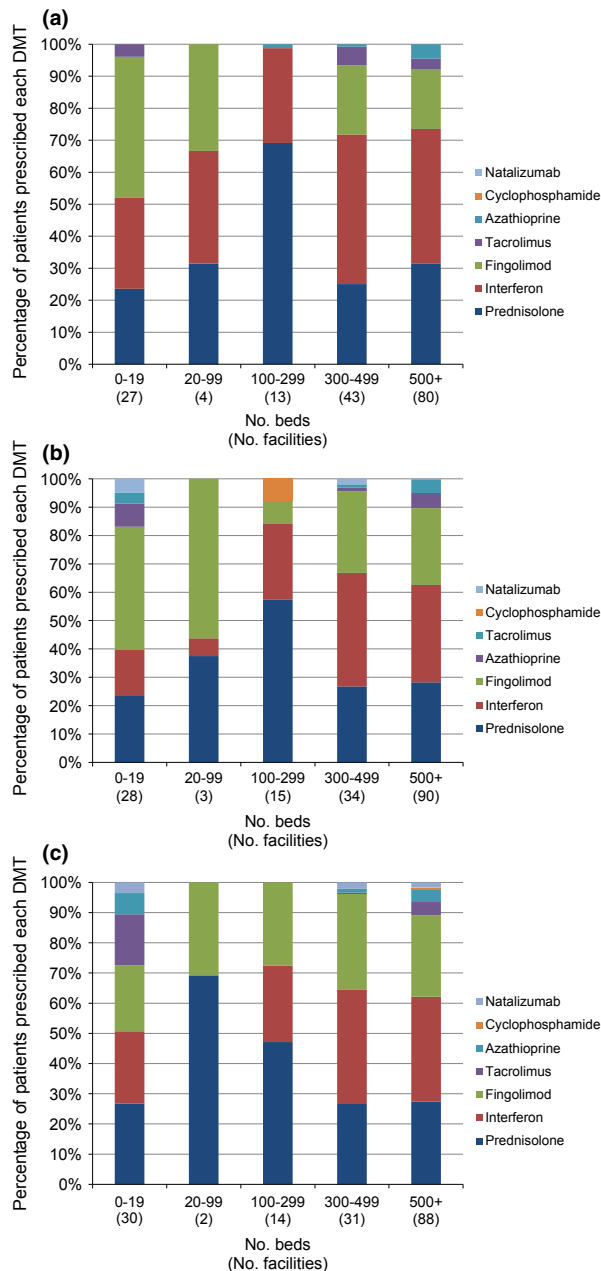 (a)
Percentage of patients prescribed each DMT
100%
90%
80%
70%
60%
50%
40%
30%
20%
10%
0%
0-19 20-99 100-299 300-499 500+
(27) (4) (13) (43) (80)
No. beds
(No. facilities)
Natalizumab
Cyclophosphamide
Azathioprine
Tacrolimus
Fingolimod
Interferon
Prednisolone
(b)
Percentage of patients prescribed each DMT
100%
90%
80%
70%
60%
50%
40%
30%
20%
10%
0%
0-19 20-99 100-299 300-499 500+
(28) (3) (15) (34) (90)
No. beds
(No. facilities)
Natalizumab
Cyclophosphamide
Tacrolimus
Azathioprine
Fingolimod
Interferon
Prednisolone
(c)
Percentage of patients prescribed each DMT
100%
90%
80%
70%
60%
50%
40%
30%
20%
10%
0%
0-19 20-99 100-299 300-499 500+
(30) (2) (14) (31) (88)
No. beds
(No. facilities)
Natalizumab
Cyclophosphamide
Azathioprine
Tacrolimus
Fingolimod
Interferon
Prednisolone